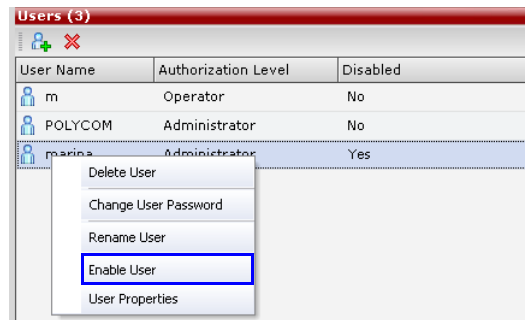 Users (3)
User Name Authorization Level Disabled
m Operator No
POLYCOM Administrator No
marina Administrator Yes
Delete User
Change User Password
Rename User
Enable User
User Properties